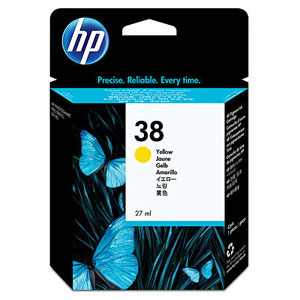 hp
Precise. Reliable. Every time.
38
Yellow
Jaune
Gelb
Amarillo
イエロー
노랑
黄色
27 ml